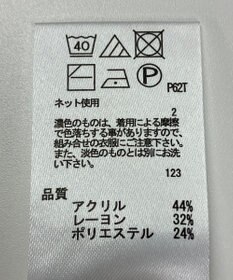 40
P
P62T
ネット使用
2
濃色のものは、着用による摩擦
で色落ちする事がありますので、
組み合せの衣服にご注意下さい。
また、淡色のものとは別にお洗
い下さい。
123
品質
アクリル 44%
レーヨン 32%
ポリエステル 24%